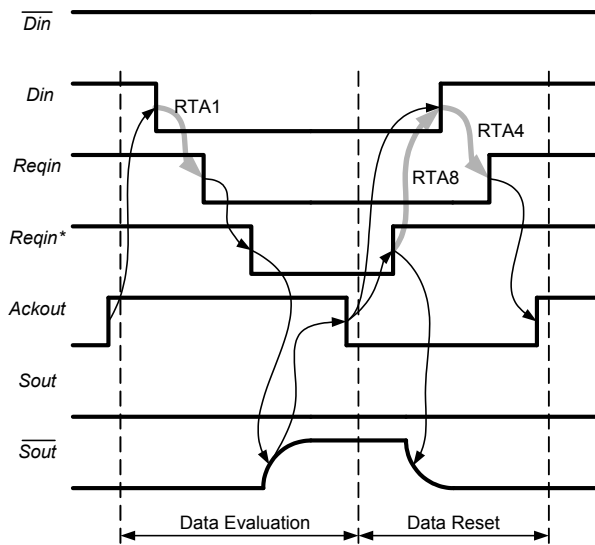 Din
Din
RTA1
RTA4
Reqin
RTA8
Reqin*
Ackout
Sout
Sout
Data Evaluation
Data Reset